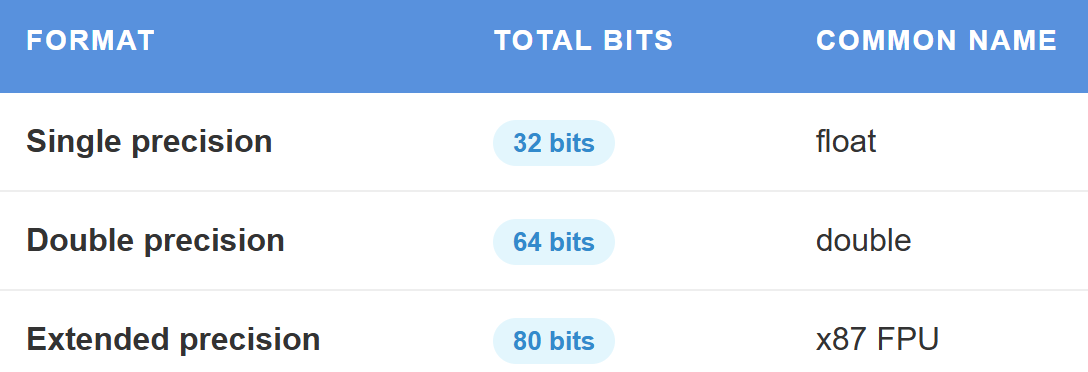 FORMAT TOTAL BITS COMMON NAME
Single precision 32 bits float
Double precision 64 bits double
Extended precision 80 bits x87 FPU